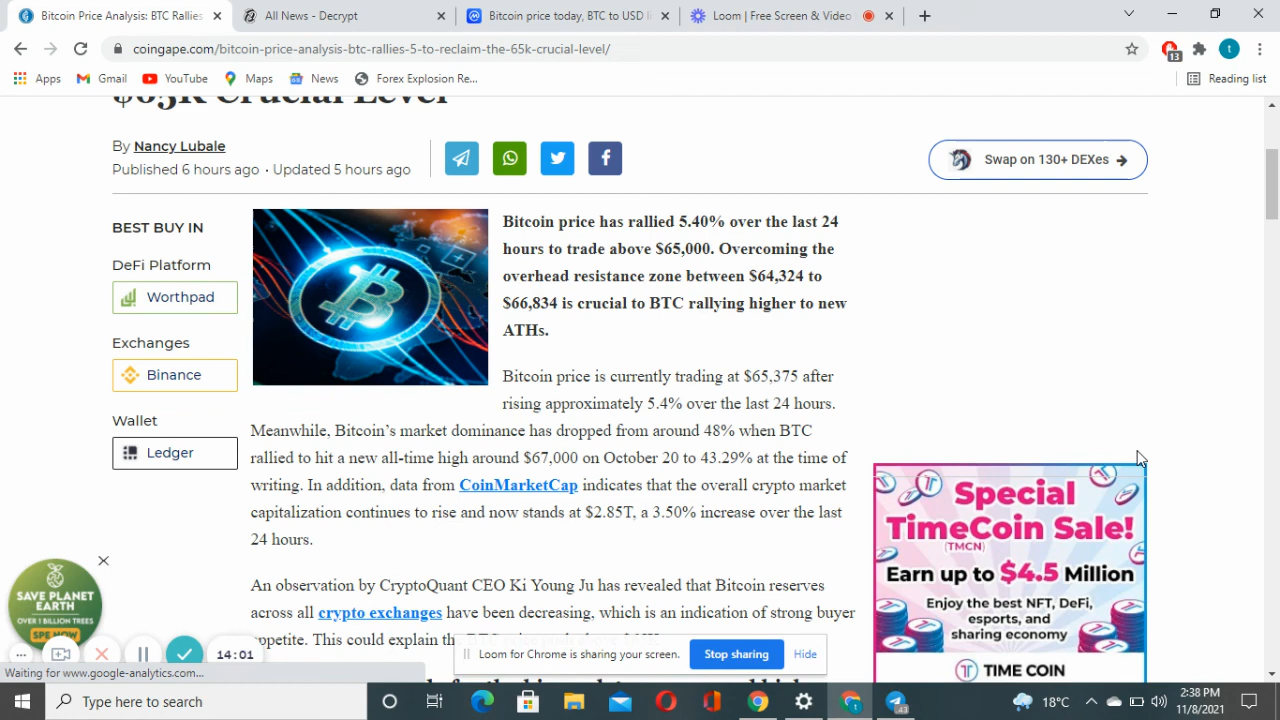 Bitcoin Price Analysis: BTC Rallies
All News - Decrypt
Bitcoin price today, BTC to USD l
Loom | Free Screen & Video
coingape.com/bitcoin-price-analysis-btc-rallies-5-to-reclaim-the-65k-crucial-level/
13
t
Apps
Gmail
YouTube
Maps
News
Forex Explosion Re...
Reading list
$65K Crucial Level
By Nancy Lubale
Published 6 hours ago • Updated 5 hours ago
Swap on 130+ DEXes
BEST BUY IN
DeFi Platform
Worthpad
Exchanges
Binance
Wallet
Ledger
Bitcoin price has rallied 5.40% over the last 24
hours to trade above $65,000. Overcoming the
overhead resistance zone between $64,324 to
$66,834 is crucial to BTC rallying higher to new
ATHs.
Bitcoin price is currently trading at $65,375 after
rising approximately 5.4% over the last 24 hours.
Meanwhile, Bitcoin's market dominance has dropped from around 48% when BTC
rallied to hit a new all-time high around $67,000 on October 20 to 43.29% at the time of
writing. In addition, data from CoinMarketCap indicates that the overall crypto market
capitalization continues to rise and now stands at $2.85T, a 3.50% increase over the last
24 hours.
An observation by CryptoQuant CEO Ki Young Ju has revealed that Bitcoin reserves
across all crypto exchanges have been decreasing, which is an indication of strong buyer
appetite. This could explain th
Special
TimeCoin Sale!
(TMCN)
Earn up to $4.5 Million
Enjoy the best NFT, DeFi,
esports, and
sharing economy
TIME COIN
SAVE PLANET
EARTH
OVER 1 BILLION TREES
SPE NOW
14:01
Loom for Chrome is sharing your screen.
Stop sharing
Hide
Waiting for www.google-analytics.com...
Type here to search
43
18°C
2:38 PM
11/8/2021